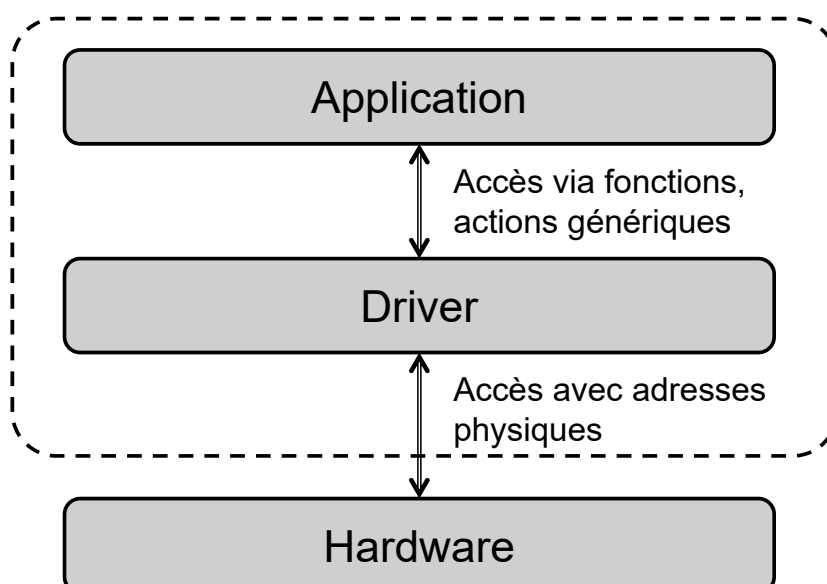 Application
Accès via fonctions,
actions génériques
Driver
Accès avec adresses
physiques
Hardware